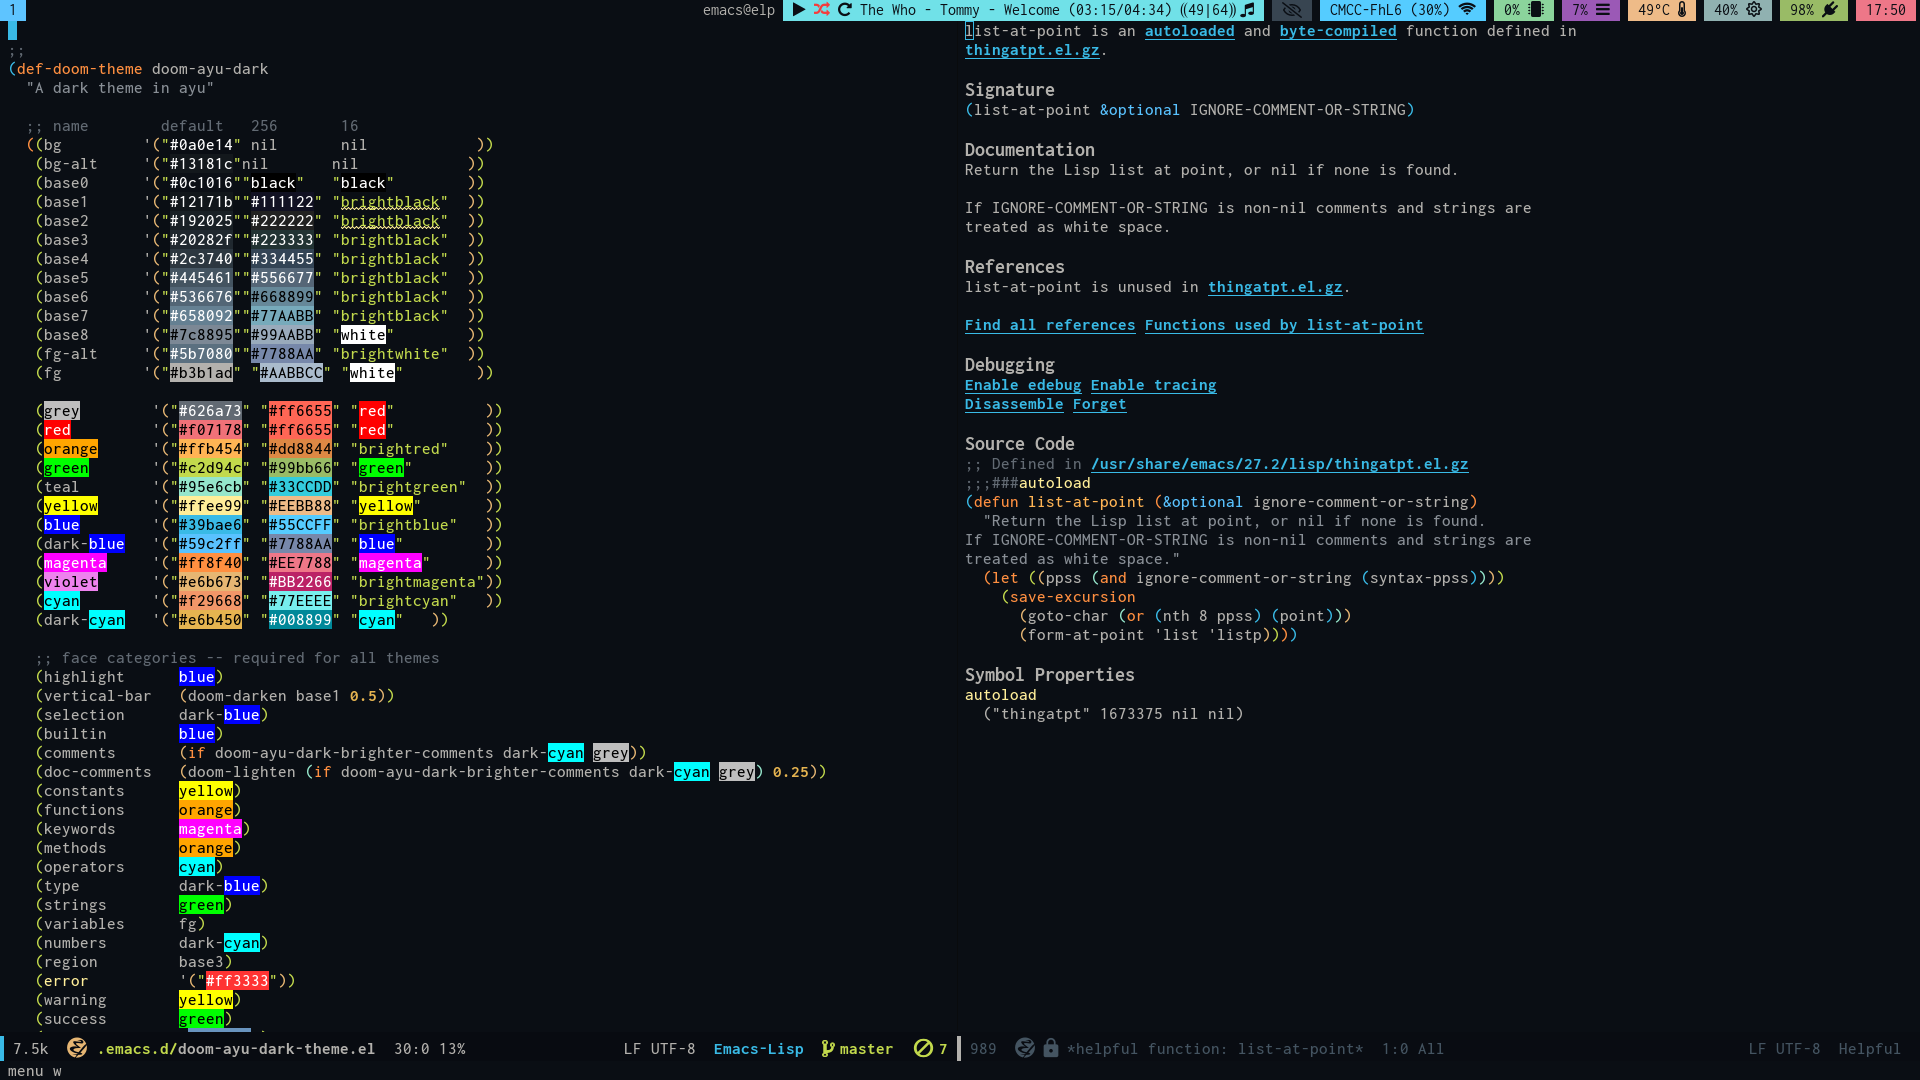 1 emacs@elp The Who - Tommy - Welcome (03:15/04:34) ((49|64)) CMCC-FhL6 (30%) 0% 7% 49°C 40% 98% 17:50
;;
(def-doom-theme doom-ayu-dark
"A dark theme in ayu"
;; name default 256 16
((bg '("#0a0e14" nil nil ))
(bg-alt '("#13181c"nil nil ))
(base0 '("#0c1016""black" "black" ))
(base1 '("#12171b""#111122" "brightblack" ))
(base2 '("#192025""#222222" "brightblack" ))
(base3 '("#20282f""#223333" "brightblack" ))
(base4 '("#2c3740""#334455" "brightblack" ))
(base5 '("#445461""#556677" "brightblack" ))
(base6 '("#536676""#668899" "brightblack" ))
(base7 '("#658092""#77AABB" "brightblack" ))
(base8 '("#7c8895""#99AABB" "white" ))
(fg-alt '("#5b7080""#7788AA" "brightwhite" ))
(fg '("#b3b1ad" "#AABBCC" "white" ))
(grey '("#626a73" "#ff6655" "red" ))
(red '("#f07178" "#ff6655" "red" ))
(orange '("#ffb454" "#dd8844" "brightred" ))
(green '("#c2d94c" "#99bb66" "green" ))
(teal '("#95e6cb" "#33CCDD" "brightgreen" ))
(yellow '("#ffee99" "#EEBB88" "yellow" ))
(blue '("#39bae6" "#55CCFF" "brightblue" ))
(dark-blue '("#59c2ff" "#7788AA" "blue" ))
(magenta '("#ff8f40" "#EE7788" "magenta" ))
(violet '("#e6b673" "#BB2266" "brightmagenta"))
(cyan '("#f29668" "#77EEEE" "brightcyan" ))
(dark-cyan '("#e6b450" "#008899" "cyan" ))
;; face categories -- required for all themes
(highlight blue)
(vertical-bar (doom-darken base1 0.5))
(selection dark-blue)
(builtin blue)
(comments (if doom-ayu-dark-brighter-comments dark-cyan grey))
(doc-comments (doom-lighten (if doom-ayu-dark-brighter-comments dark-cyan grey) 0.25))
(constants yellow)
(functions orange)
(keywords magenta)
(methods orange)
(operators cyan)
(type dark-blue)
(strings green)
(variables fg)
(numbers dark-cyan)
(region base3)
(error '("#ff3333"))
(warning yellow)
(success green)
list-at-point is an autoloaded and byte-compiled function defined in
thingatpt.el.gz.
Signature
(list-at-point &optional IGNORE-COMMENT-OR-STRING)
Documentation
Return the Lisp list at point, or nil if none is found.
If IGNORE-COMMENT-OR-STRING is non-nil comments and strings are
treated as white space.
References
list-at-point is unused in thingatpt.el.gz.
Find all references Functions used by list-at-point
Debugging
Enable edebug Enable tracing
Disassemble Forget
Source Code
;; Defined in /usr/share/emacs/27.2/lisp/thingatpt.el.gz
;;;###autoload
(defun list-at-point (&optional ignore-comment-or-string)
"Return the Lisp list at point, or nil if none is found.
If IGNORE-COMMENT-OR-STRING is non-nil comments and strings are
treated as white space."
(let ((ppss (and ignore-comment-or-string (syntax-ppss))))
(save-excursion
(goto-char (or (nth 8 ppss) (point)))
(form-at-point 'list 'listp))))
Symbol Properties
autoload
("thingatpt" 1673375 nil nil)
7.5k .emacs.d/doom-ayu-dark-theme.el 30:0 13% LF UTF-8 Emacs-Lisp master 7
989 *helpful function: list-at-point* 1:0 All LF UTF-8 Helpful
menu w